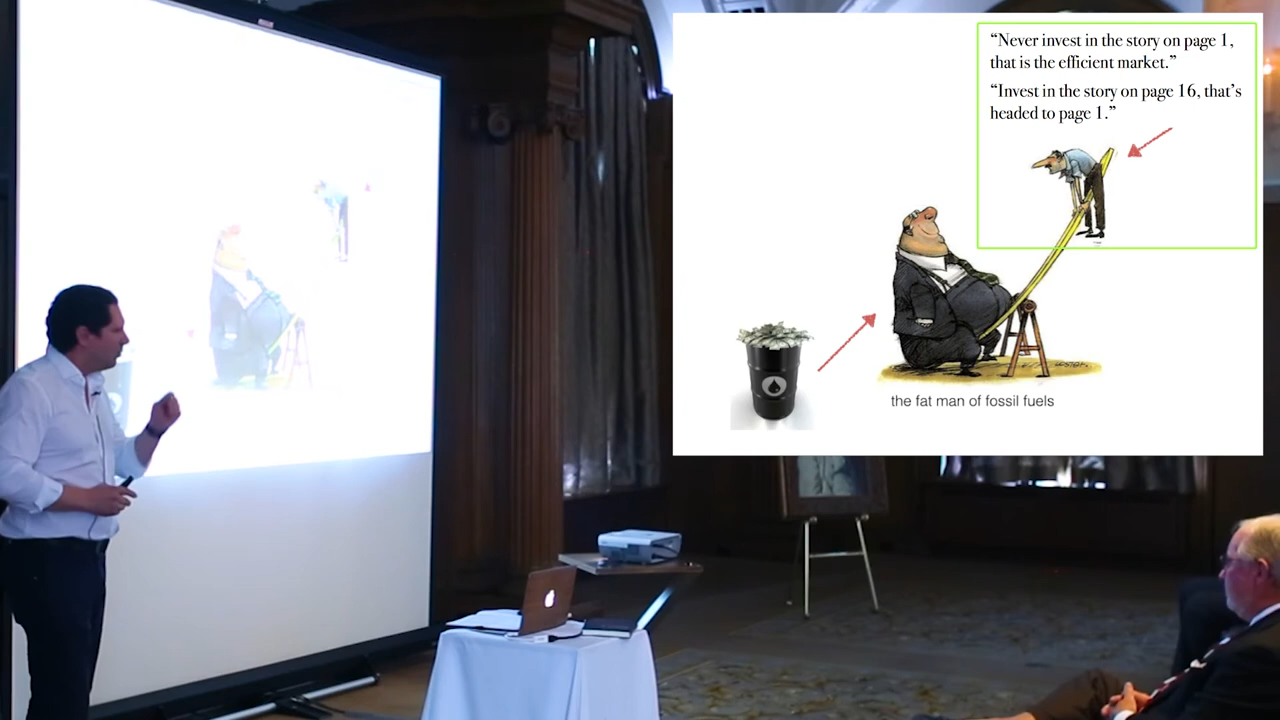 “Never invest in the story on page 1,
that is the efficient market.”
“Invest in the story on page 16, that’s
headed to page 1.”
the fat man of fossil fuels